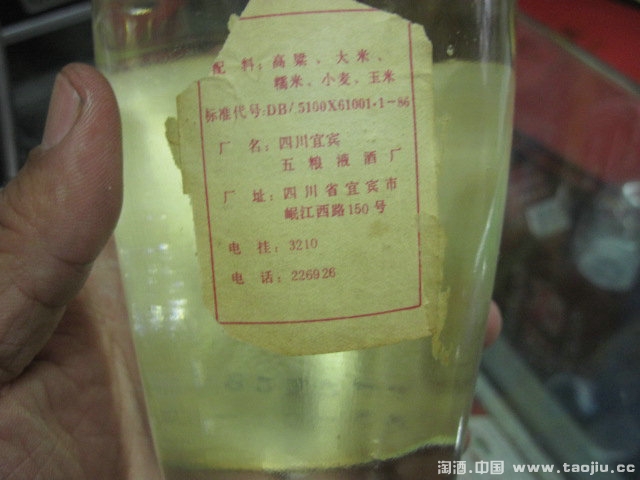 配 料：高粱、大米、
糯米、小麦、玉米
标准代号:DB/5100X61001·1-86
厂 名：四川宜宾
五粮液酒厂
厂 址：四川省宜宾市
岷江西路150号
电 挂：3210
电 话：226926
淘酒.中国 www.taojiu.cc